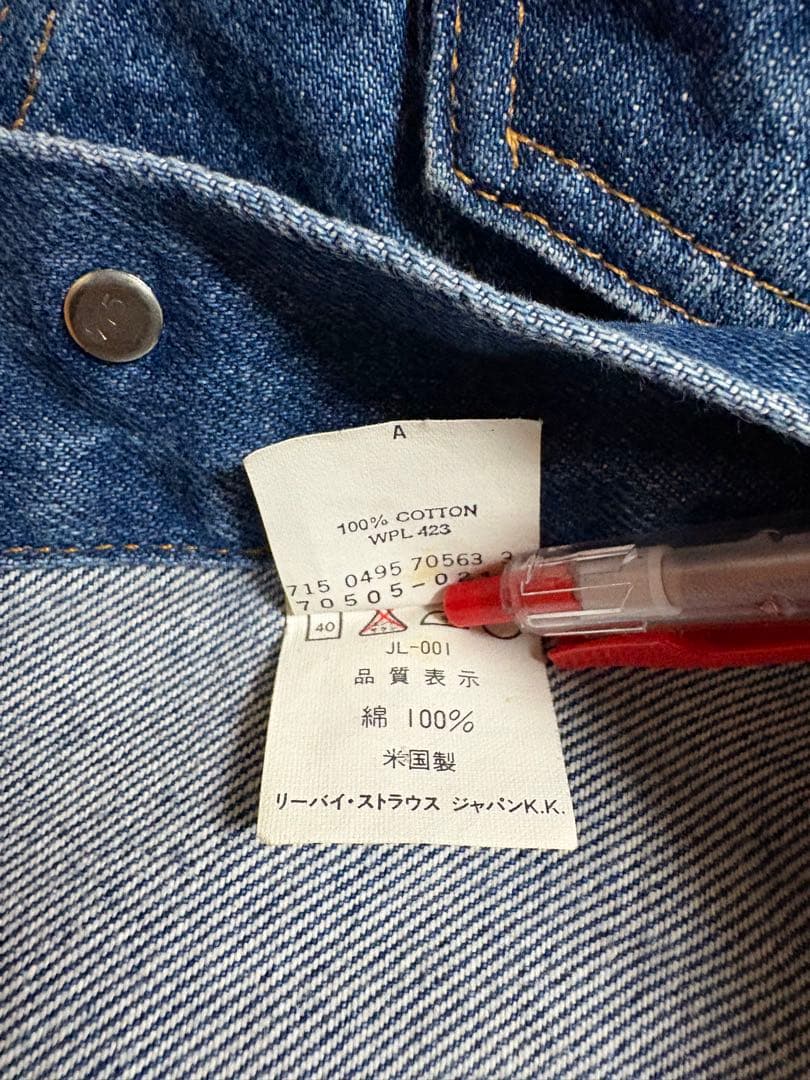 715
A
100% COTTON
WPL 423
715 0495 70563
70505-02
40
JL-001
品質表示
綿 100%
米国製
リーバイ・ストラウス ジャパンK.K.